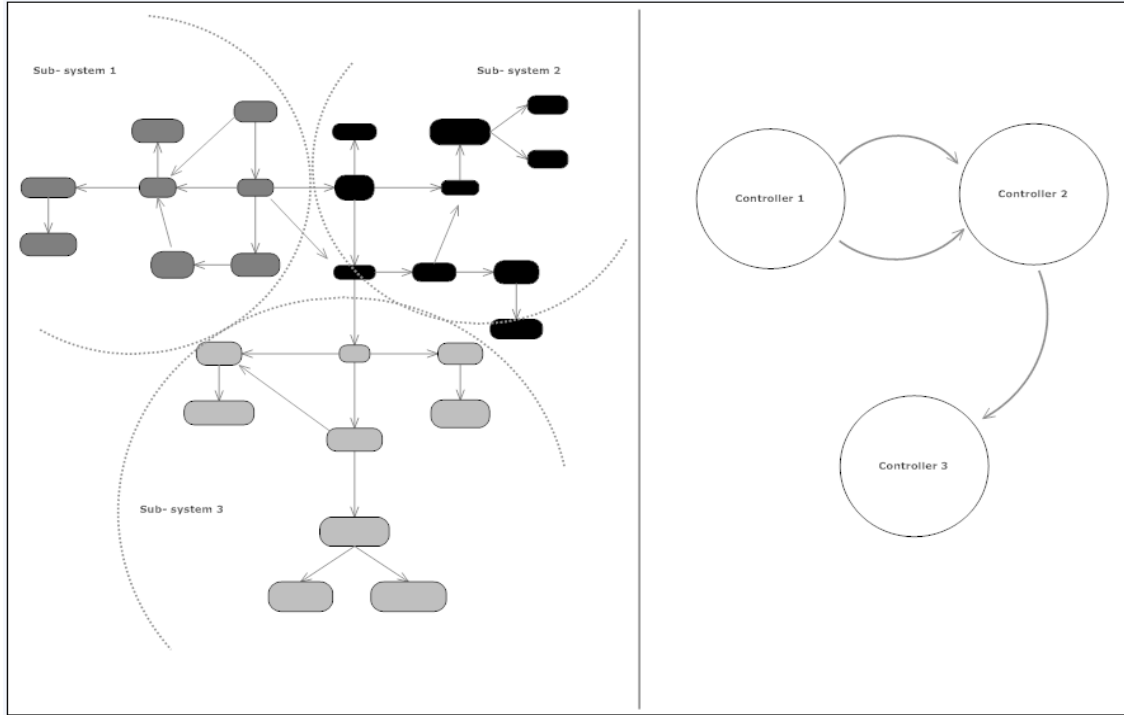 Sub- system 1
Sub- system 2
Sub- system 3
Controller 1
Controller 2
Controller 3